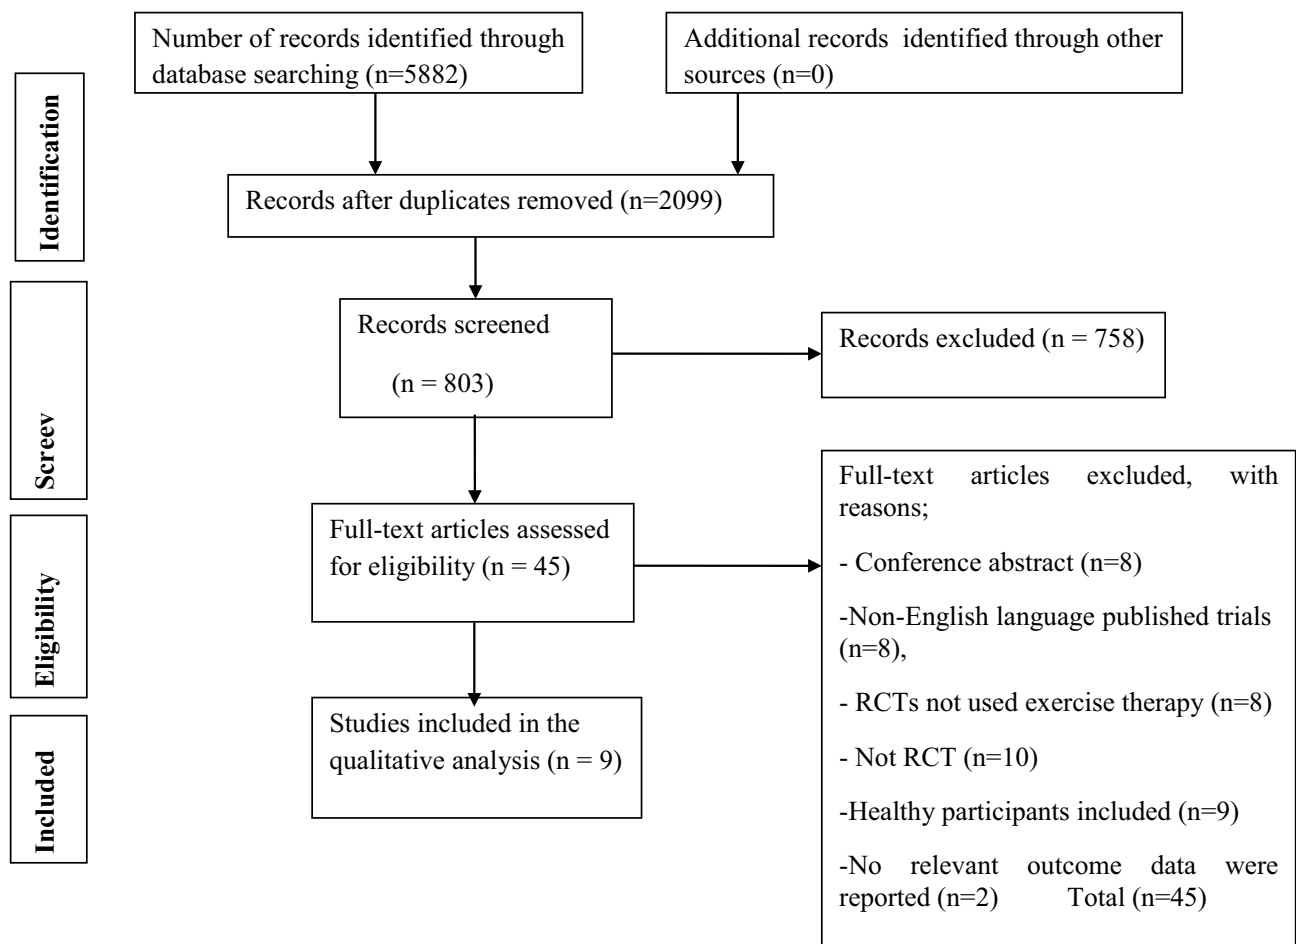 Number of records identified through
database searching (n=5882)
Additional records identified through other
sources (n=0)
Identification
Records after duplicates removed (n=2099)
Records screened
(n = 803)
Records excluded (n = 758)
Screev
Full-text articles assessed
for eligibility (n = 45)
Full-text articles excluded, with
reasons;
- Conference abstract (n=8)
-Non-English language published trials
(n=8),
- RCTs not used exercise therapy (n=8)
- Not RCT (n=10)
-Healthy participants included (n=9)
-No relevant outcome data were
reported (n=2) Total (n=45)
Eligibility
Studies included in the
qualitative analysis (n = 9)
Included